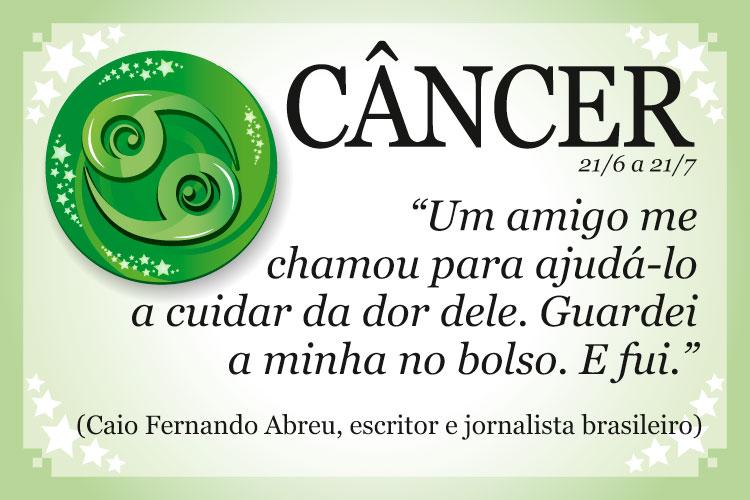 CÂNCER
21/6 a 21/7
“Um amigo me
chamou para ajudá-lo
a cuidar da dor dele. Guardei
a minha no bolso. E fui.”
(Caio Fernando Abreu, escritor e jornalista brasileiro)